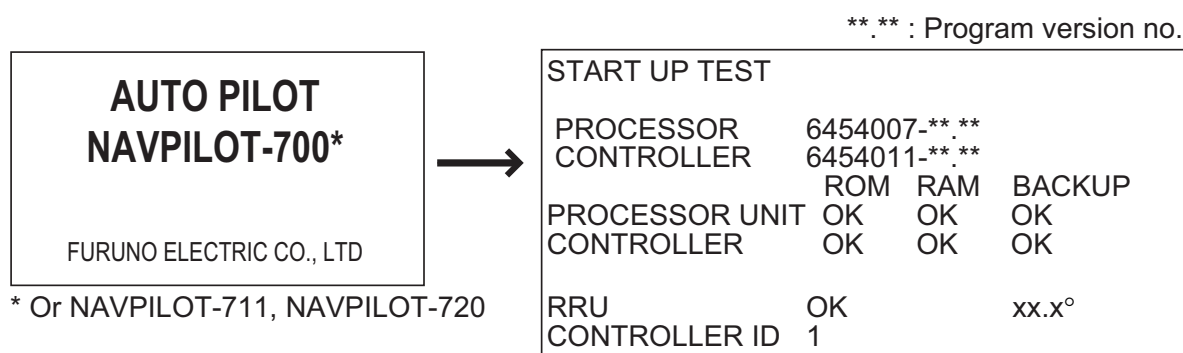 **.** : Program version no.
AUTO PILOT
NAVPILOT-700*
FURUNO ELECTRIC CO., LTD
* Or NAVPILOT-711, NAVPILOT-720
START UP TEST
PROCESSOR 6454007-**.**
CONTROLLER 6454011-**.**
ROM RAM BACKUP
PROCESSOR UNIT OK OK OK
CONTROLLER OK OK OK
RRU OK xx.x°
CONTROLLER ID 1